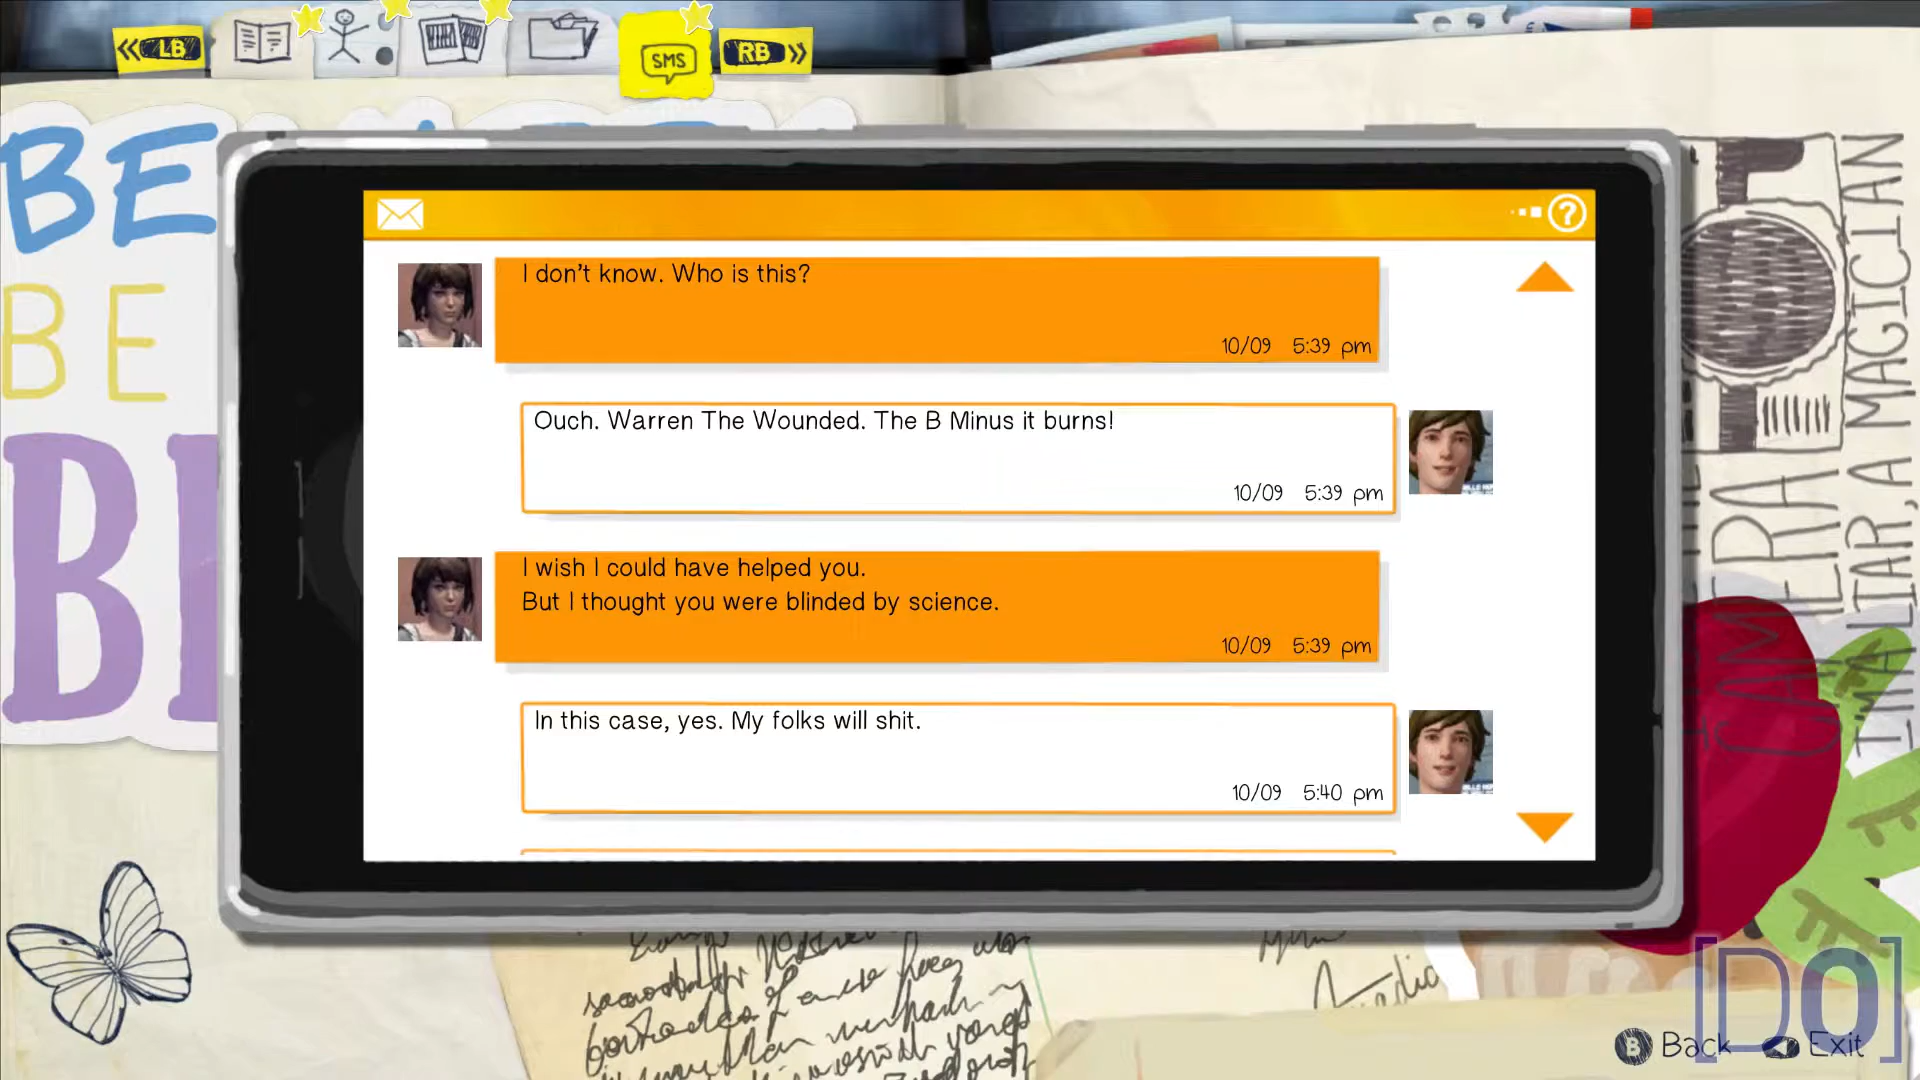 LB
SMS
RB
BE
BE
I don't know. Who is this?
10/09 5:39 pm
Ouch. Warren The Wounded. The B Minus it burns!
10/09 5:39 pm
I wish I could have helped you.
But I thought you were blinded by science.
10/09 5:39 pm
In this case, yes. My folks will shit.
10/09 5:40 pm
CAMERA
LIAR, A MAGICIAN
[DO]
B Back
Exit